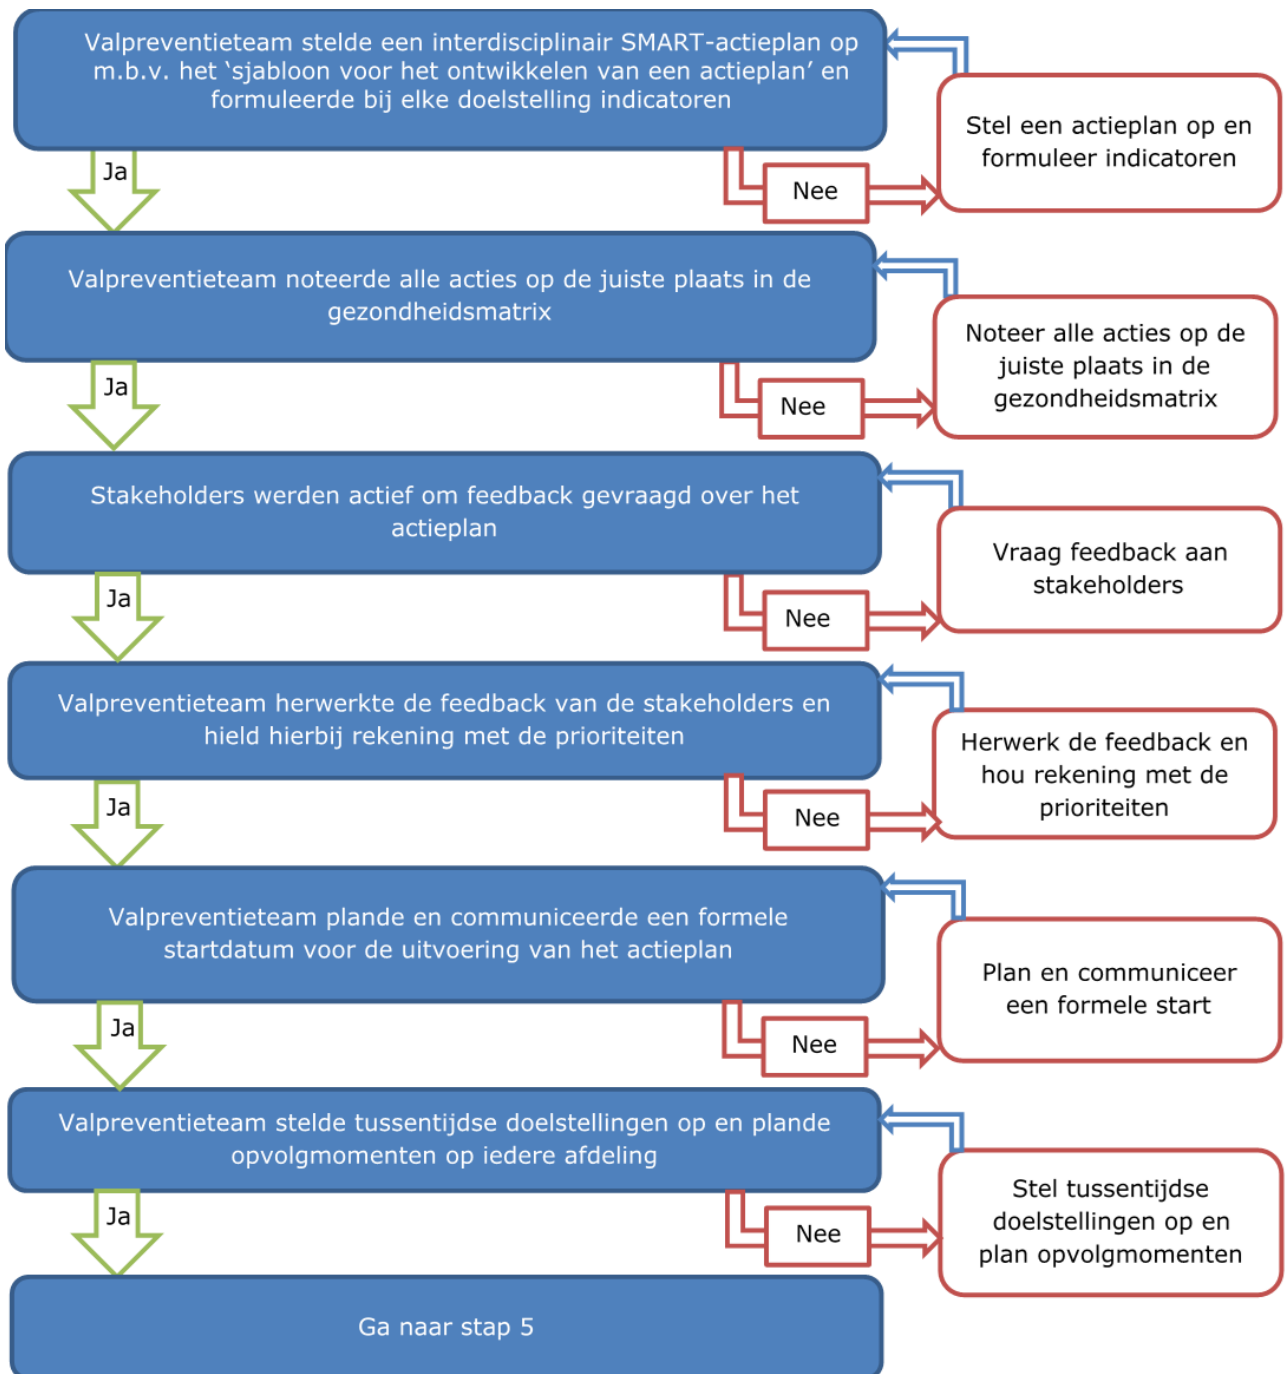 Valpreventieteam stelde een interdisciplinair SMART-actieplan op
m.b.v. het ‘sjabloon voor het ontwikkelen van een actieplan’ en
formuleerde bij elke doelstelling indicatoren
Stel een actieplan op en
formuleer indicatoren
Ja
Nee
Valpreventieteam noteerde alle acties op de juiste plaats in de
gezondheidsmatrix
Noteer alle acties op de
juiste plaats in de
gezondheidsmatrix
Ja
Nee
Stakeholders werden actief om feedback gevraagd over het
actieplan
Vraag feedback aan
stakeholders
Ja
Nee
Valpreventieteam herwerkte de feedback van de stakeholders en
hield hierbij rekening met de prioriteiten
Herwerk de feedback en
hou rekening met de
prioriteiten
Ja
Nee
Valpreventieteam plande en communiceerde een formele
startdatum voor de uitvoering van het actieplan
Plan en communiceer
een formele start
Ja
Nee
Valpreventieteam stelde tussentijdse doelstellingen op en plande
opvolgmomenten op iedere afdeling
Stel tussentijdse
doelstellingen op en
plan opvolgmomenten
Ja
Nee
Ga naar stap 5